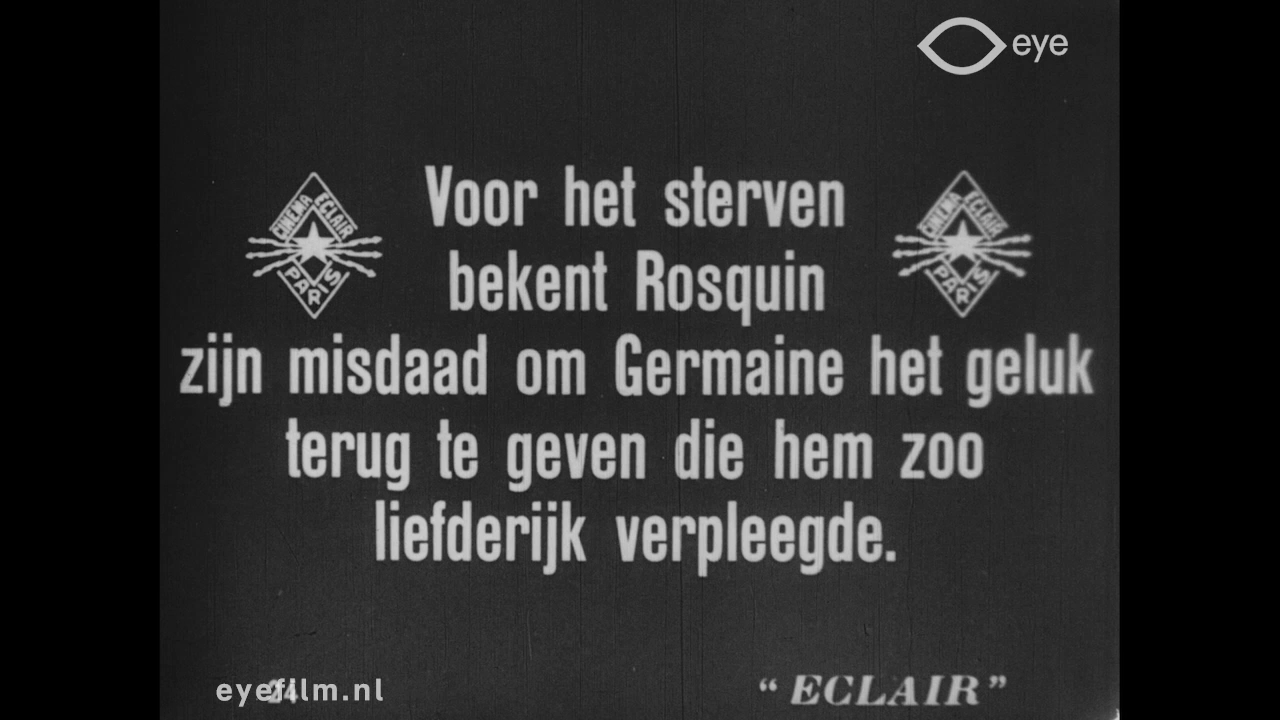 eye
Voor het sterven
CINEMA ECLAIR PARIS
CINEMA ECLAIR PARIS
bekent Rosquin
zijn misdaad om Germaine het geluk
terug te geven die hem zoo
liefderijk verpleegde.
eyefilm.nl
24
“ ECLAIR ”